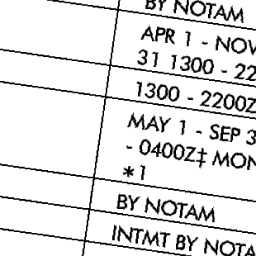 BY NOTAM
APR 1 - NOV
31 1300 - 22
1300 - 2200Z
MAY 1 - SEP 3
- 0400Z‡ MON
*1
BY NOTAM
INTMT BY NOTA